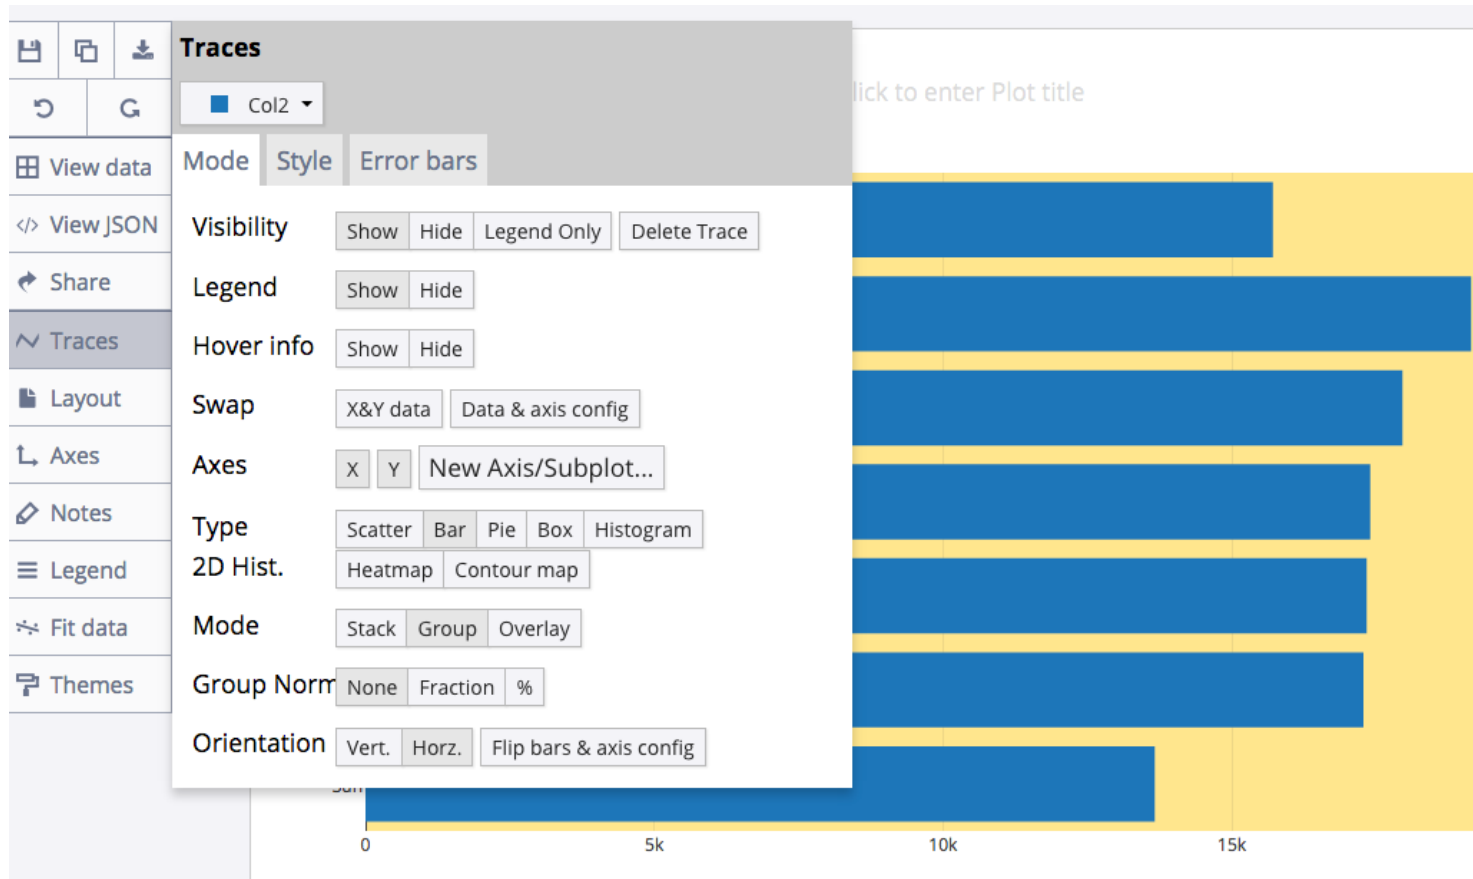 Traces
Col2
lick to enter Plot title
Mode Style Error bars
View data
View JSON
Share
Traces
Layout
Axes
Notes
Legend
Fit data
Themes
Visibility Show Hide Legend Only Delete Trace
Legend Show Hide
Hover info Show Hide
Swap X&Y data Data & axis config
Axes X Y New Axis/Subplot...
Type Scatter Bar Pie Box Histogram
2D Hist. Heatmap Contour map
Mode Stack Group Overlay
Group Norm None Fraction %
Orientation Vert. Horz. Flip bars & axis config
0 5k 10k 15k